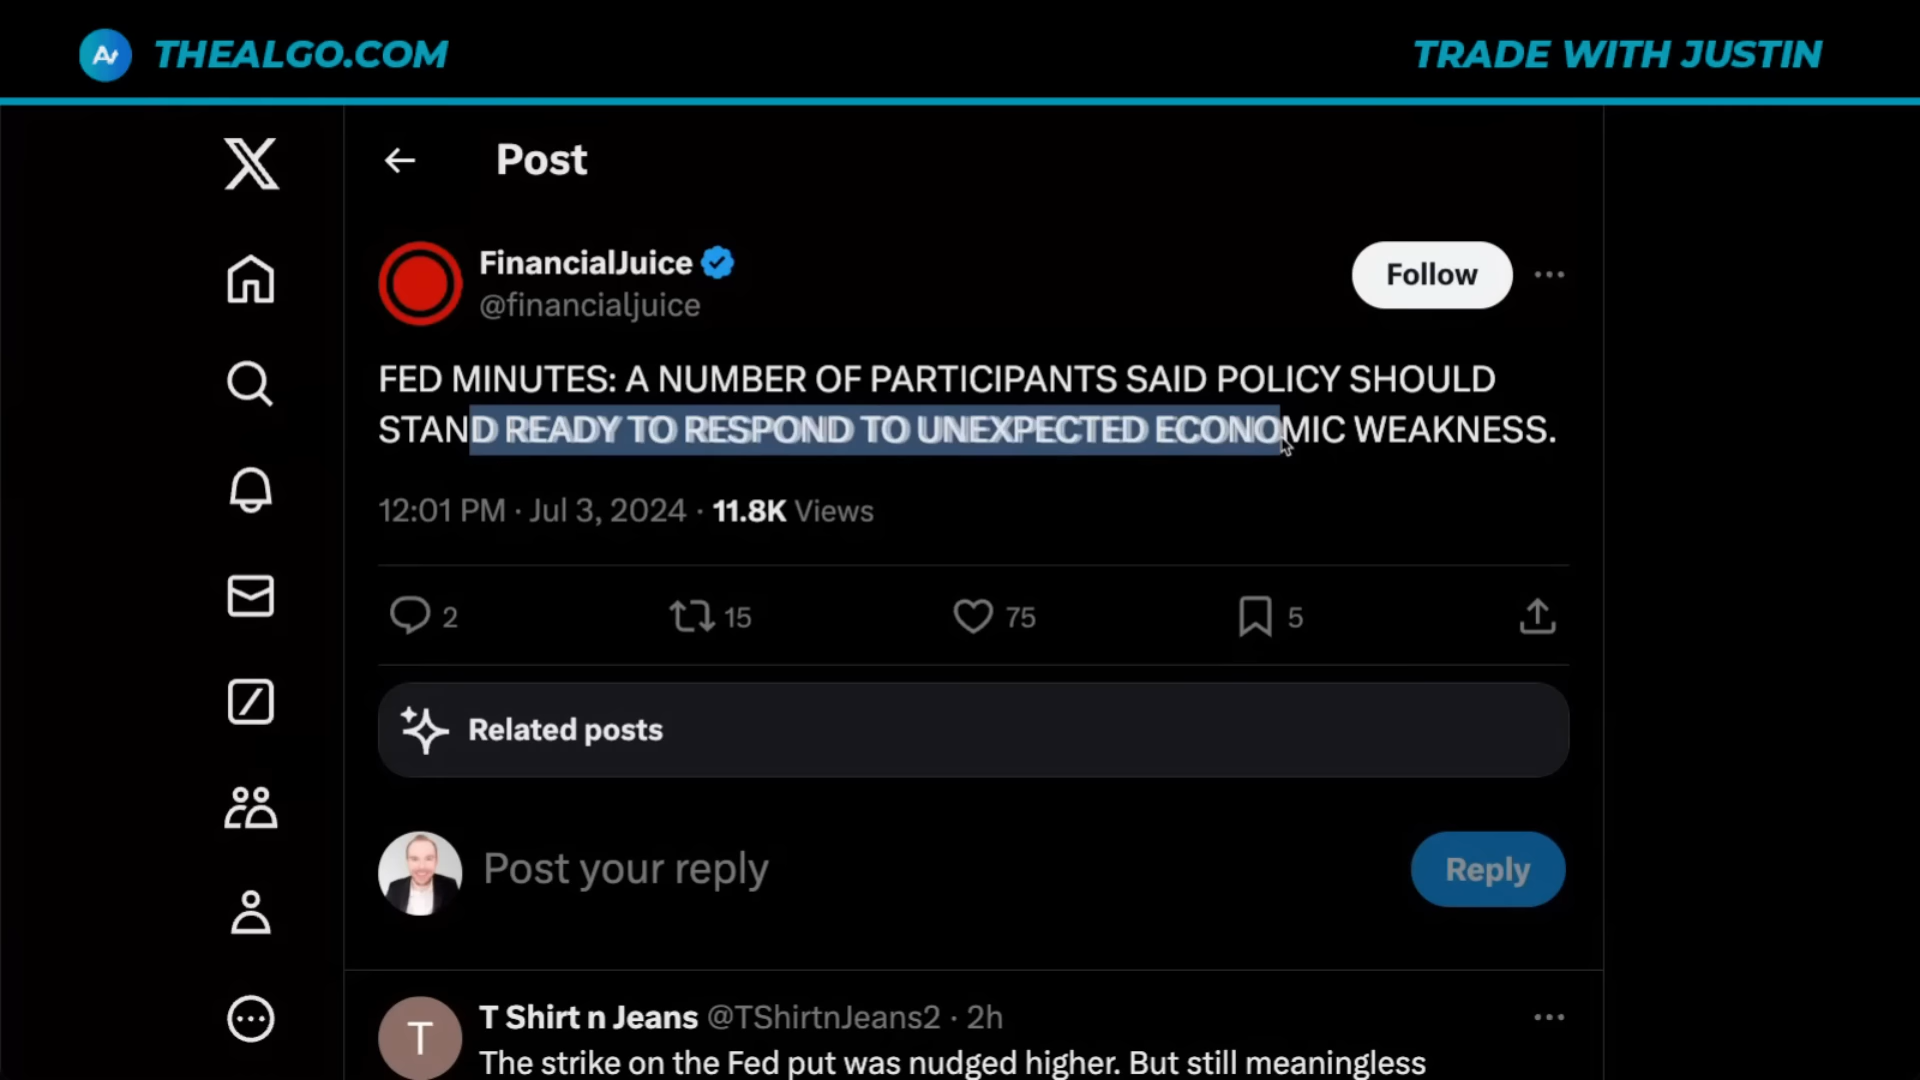 THEALGO.COM
TRADE WITH JUSTIN
Post
FinancialJuice
@financialjuice
Follow
FED MINUTES: A NUMBER OF PARTICIPANTS SAID POLICY SHOULD
STAND READY TO RESPOND TO UNEXPECTED ECONOMIC WEAKNESS.
12:01 PM · Jul 3, 2024 · 11.8K Views
2
15
75
5
Related posts
Post your reply
Reply
T
T Shirt n Jeans @TShirtnJeans2 · 2h
The strike on the Fed put was nudged higher. But still meaningless